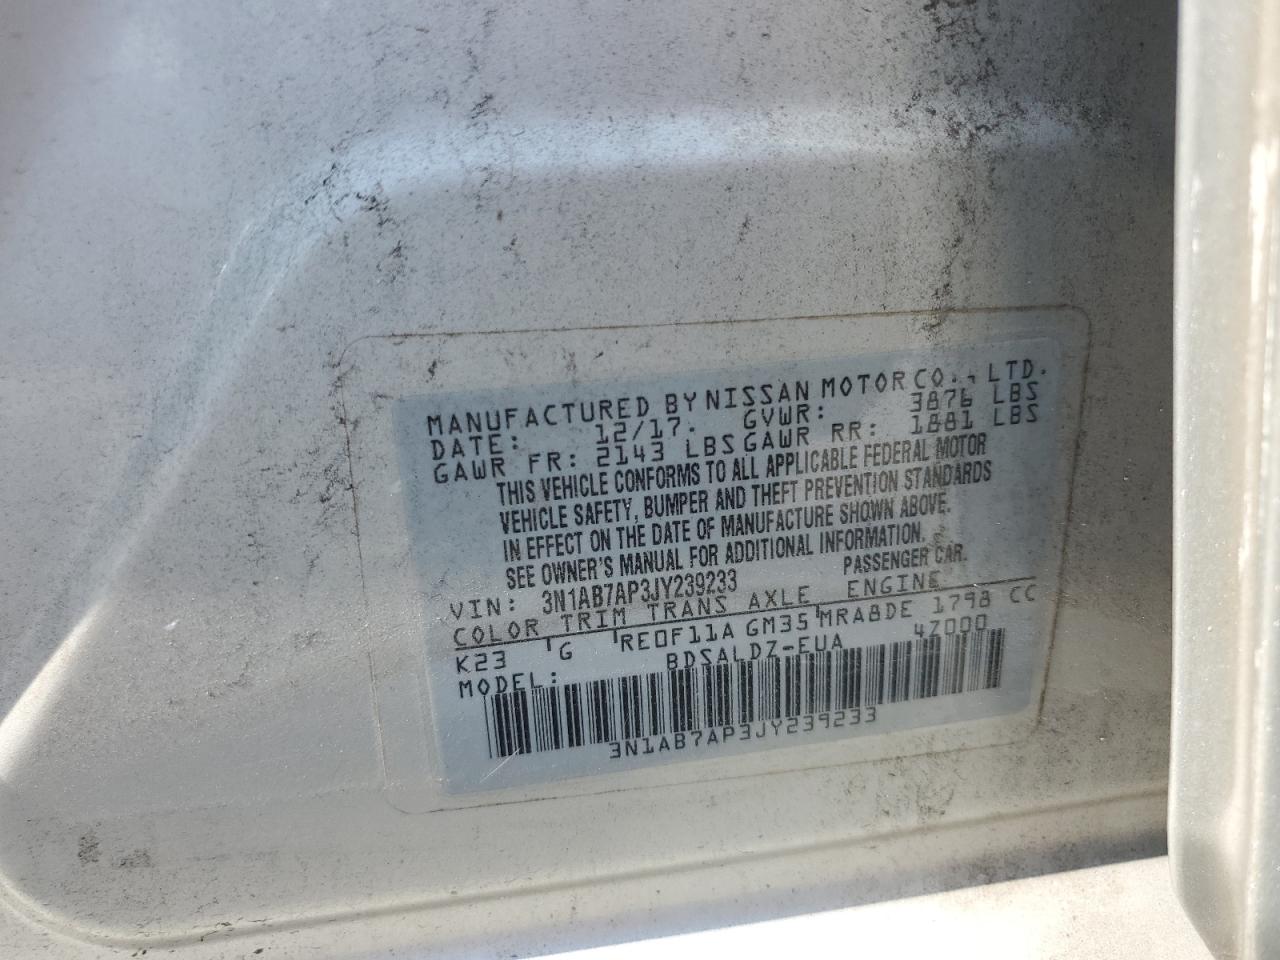 MANUFACTURED BY NISSAN MOTOR CO., LTD.
DATE: 12/17. GVWR: 3876 LBS
GAWR FR: 2143 LBS GAWR RR: 1881 LBS
THIS VEHICLE CONFORMS TO ALL APPLICABLE FEDERAL MOTOR
VEHICLE SAFETY, BUMPER AND THEFT PREVENTION STANDARDS
IN EFFECT ON THE DATE OF MANUFACTURE SHOWN ABOVE.
SEE OWNER'S MANUAL FOR ADDITIONAL INFORMATION.
VIN: 3N1AB7AP3JY239233 PASSENGER CAR.
COLOR TRIM TRANS AXLE ENGINE
K23 G RE0F11A GM35 MRA8DE 1798 CC
MODEL: BDSALDZ-EUA 4Z000
3N1AB7AP3JY239233